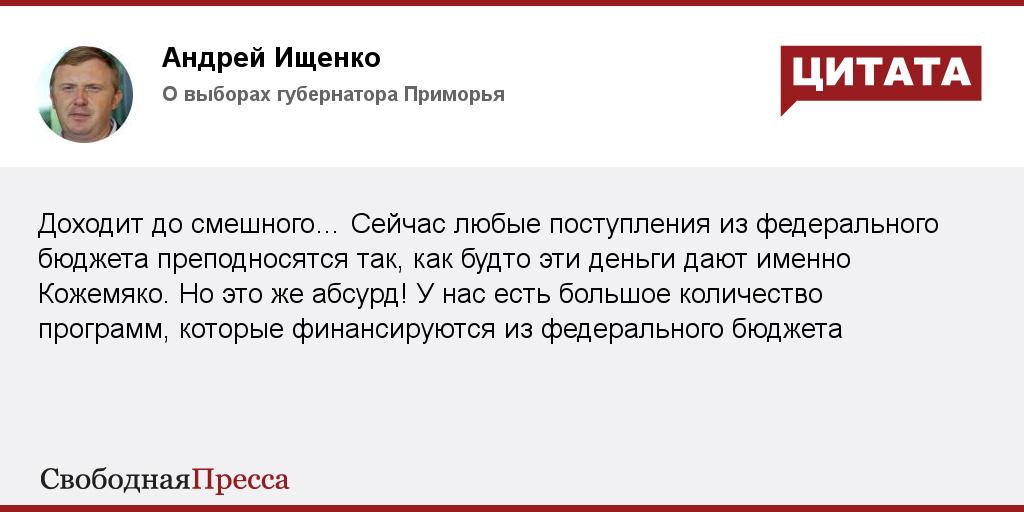 Андрей Ищенко
О выборах губернатора Приморья
ЦИТАТА
Доходит до смешного… Сейчас любые поступления из федерального
бюджета преподносятся так, как будто эти деньги дают именно
Кожемяко. Но это же абсурд! У нас есть большое количество
программ, которые финансируются из федерального бюджета
СвободнаяПресса